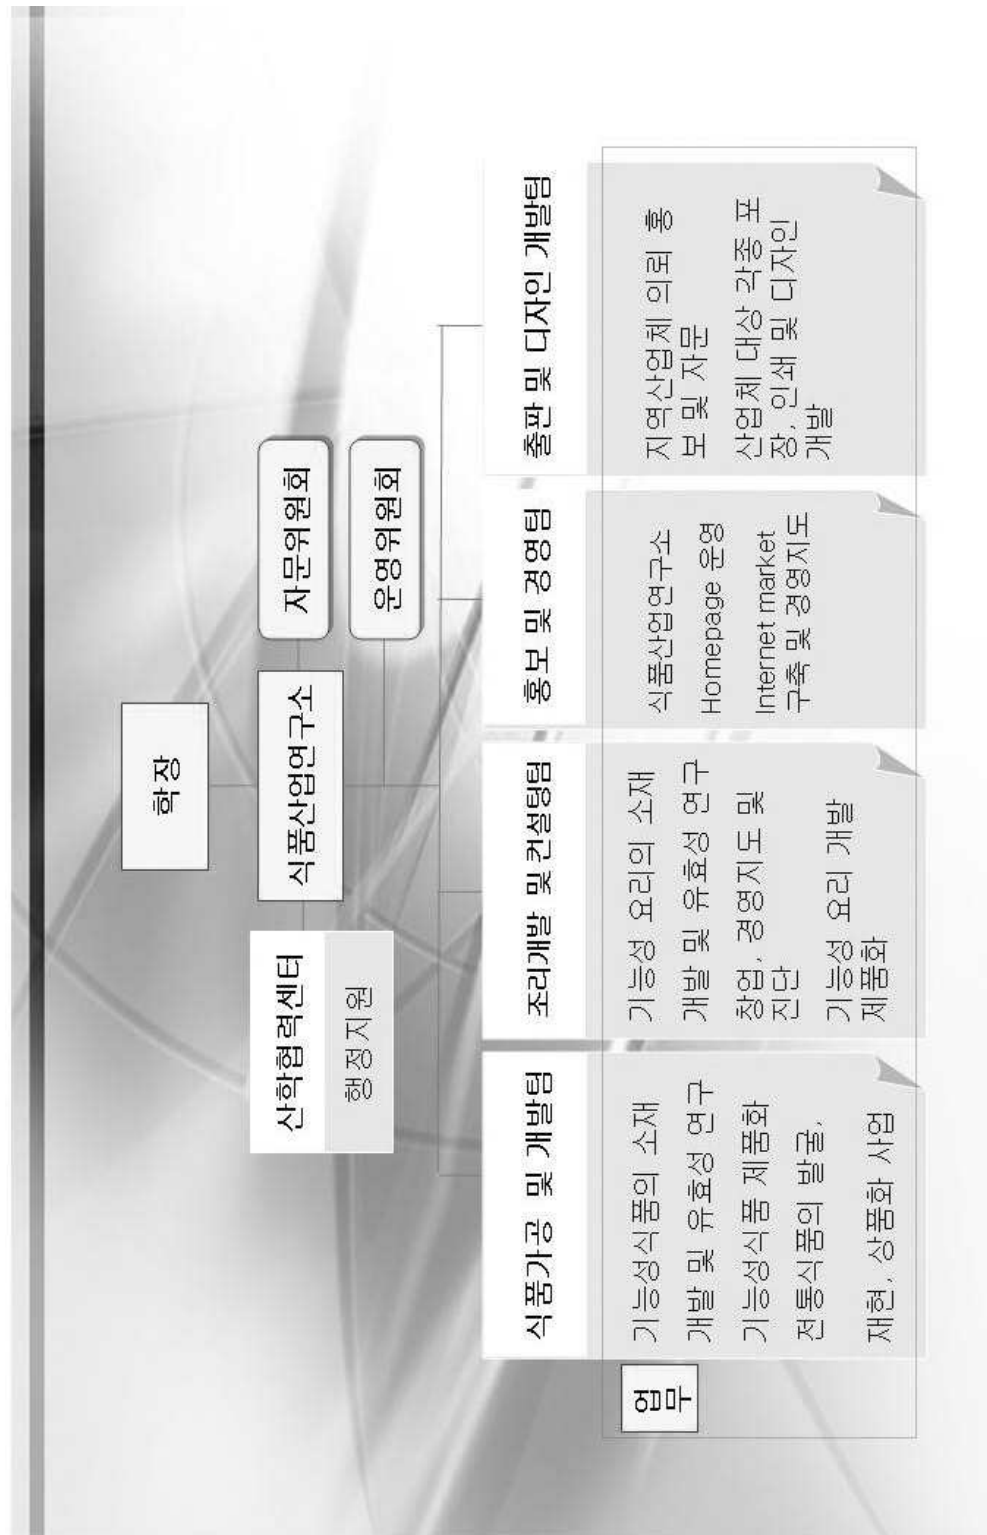 학장
식품산업연구소
자문위원회
운영위원회
산학협력센터
행정지원
업무
식품가공 및 개발팀
기능성식품의 소재
개발 및 유효성 연구
기능성식품 제품화
전통식품의 발굴,
재현, 상품화 사업
조리개발 및 컨설팅팀
기능성 요리의 소재
개발 및 유효성 연구
창업, 경영지도 및
진단
기능성 요리 개발
제품화
홍보 및 경영팀
식품산업연구소
Homepage 운영
Internet market
구축 및 경영지도
출판 및 디자인 개발팀
지역산업체 의뢰 홍
보 및 자문
산업체 대상 각종 포
장, 인쇄 및 디자인
개발